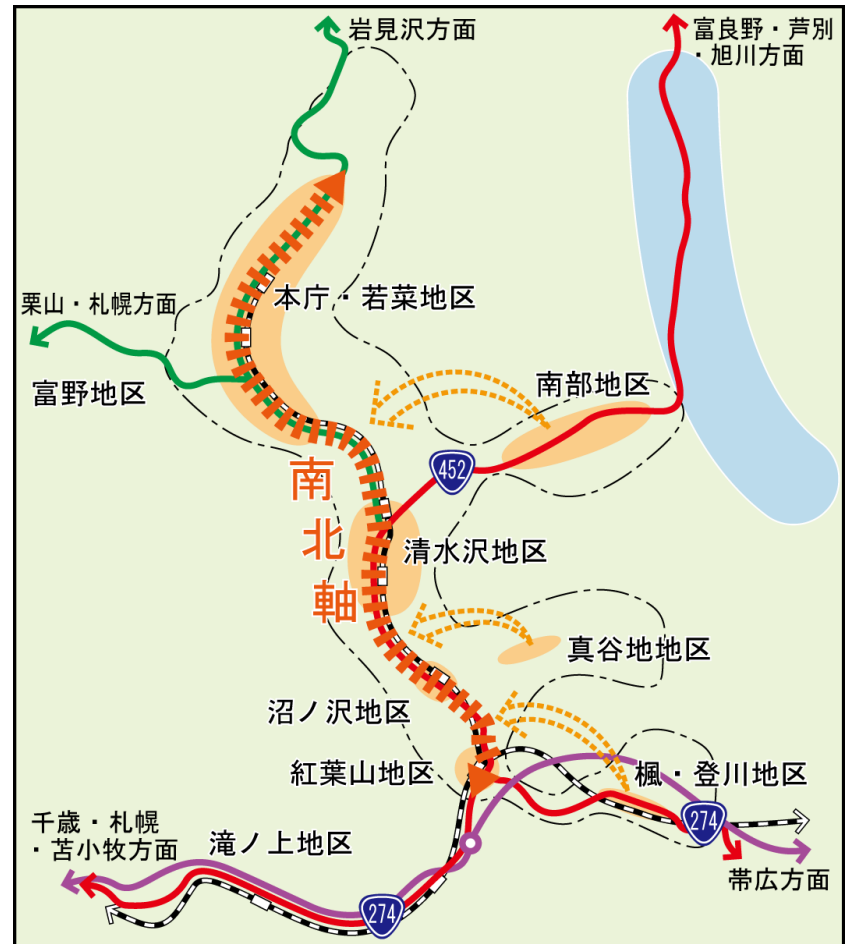 岩見沢方面
富良野・芦別
・旭川方面
本庁・若菜地区
栗山・札幌方面
富野地区
南部地区
452
南
北
軸
清水沢地区
真谷地地区
沼ノ沢地区
紅葉山地区
楓・登川地区
274
千歳・札幌
・苫小牧方面
滝ノ上地区
帯広方面
274